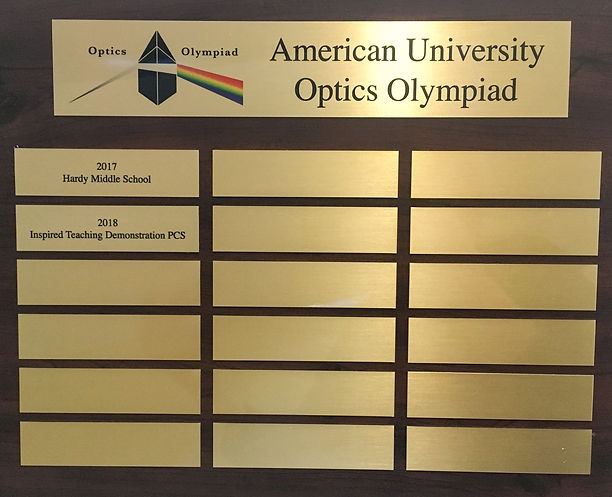 Optics Olympiad
American University
Optics Olympiad
2017
Hardy Middle School
2018
Inspired Teaching Demonstration PCS